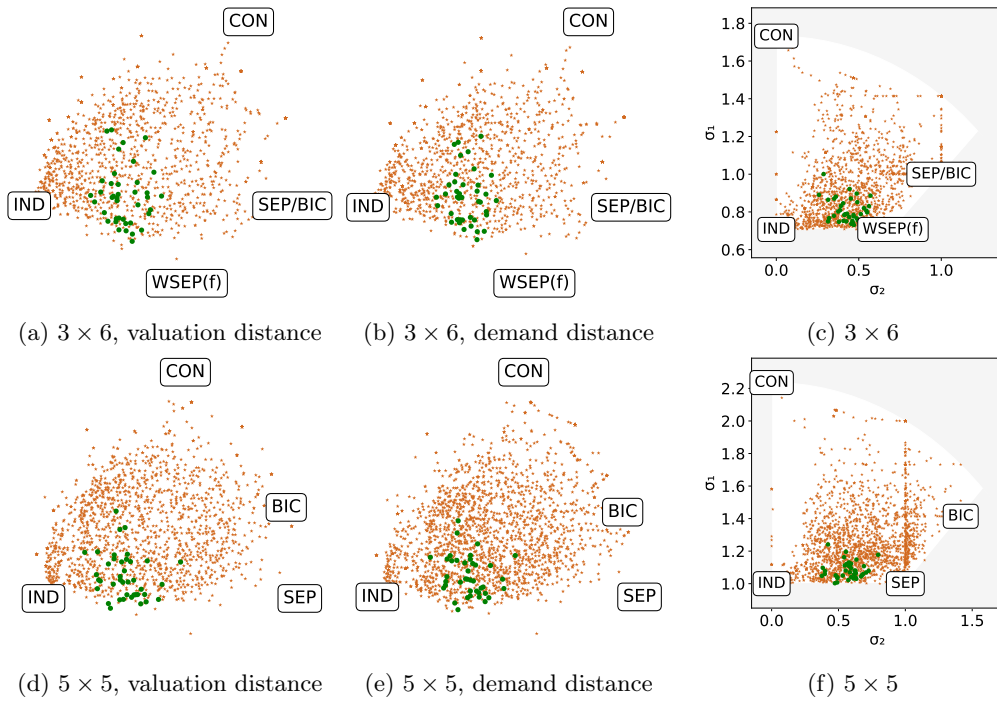 CON
IND
SEP/BIC
WSEP(f)
(a) 3 × 6, valuation distance
CON
IND
SEP/BIC
WSEP(f)
(b) 3 × 6, demand distance
1.8
1.6
1.4
1.2
1.0
0.8
0.6
σ₁
CON
SEP/BIC
IND
WSEP(f)
0.0 0.5 1.0
σ₂
(c) 3 × 6
CON
BIC
IND
SEP
(d) 5 × 5, valuation distance
CON
BIC
IND
SEP
(e) 5 × 5, demand distance
2.2
2.0
1.8
1.6
1.4
1.2
1.0
σ₁
CON
BIC
IND
SEP
0.0 0.5 1.0 1.5
σ₂
(f) 5 × 5